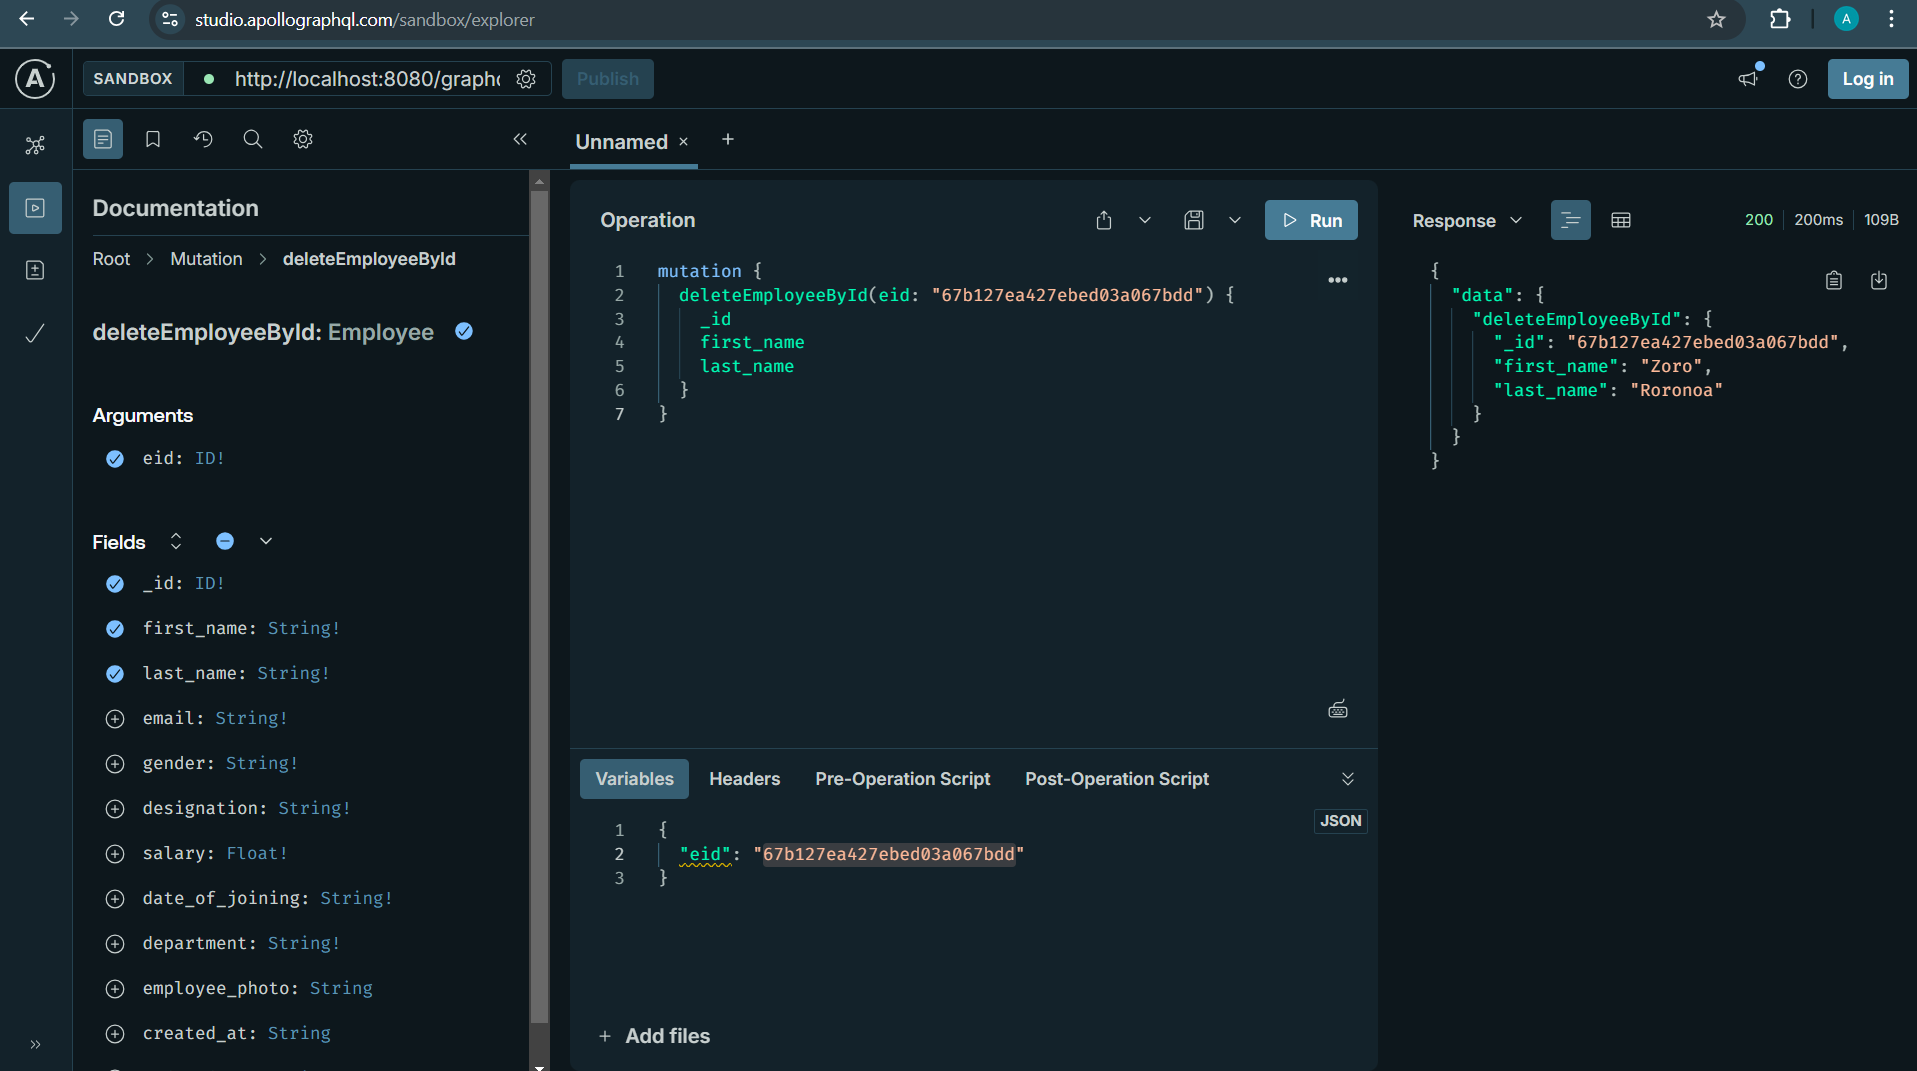 studio.apollographql.com/sandbox/explorer
A
SANDBOX
http://localhost:8080/graphq
Publish
Log in
Unnamed
Documentation
Root > Mutation > deleteEmployeeById
deleteEmployeeById: Employee
Arguments
eid: ID!
Fields
_id: ID!
first_name: String!
last_name: String!
email: String!
gender: String!
designation: String!
salary: Float!
date_of_joining: String!
department: String!
employee_photo: String
created_at: String
Operation
Run
1 mutation {
2 deleteEmployeeById(eid: "67b127ea427ebed03a067bdd") {
3 _id
4 first_name
5 last_name
6 }
7 }
Variables Headers Pre-Operation Script Post-Operation Script
JSON
1 {
2 "eid": "67b127ea427ebed03a067bdd"
3 }
+ Add files
Response
200 200ms 109B
{
"data": {
"deleteEmployeeById": {
"_id": "67b127ea427ebed03a067bdd",
"first_name": "Zoro",
"last_name": "Roronoa"
}
}
}